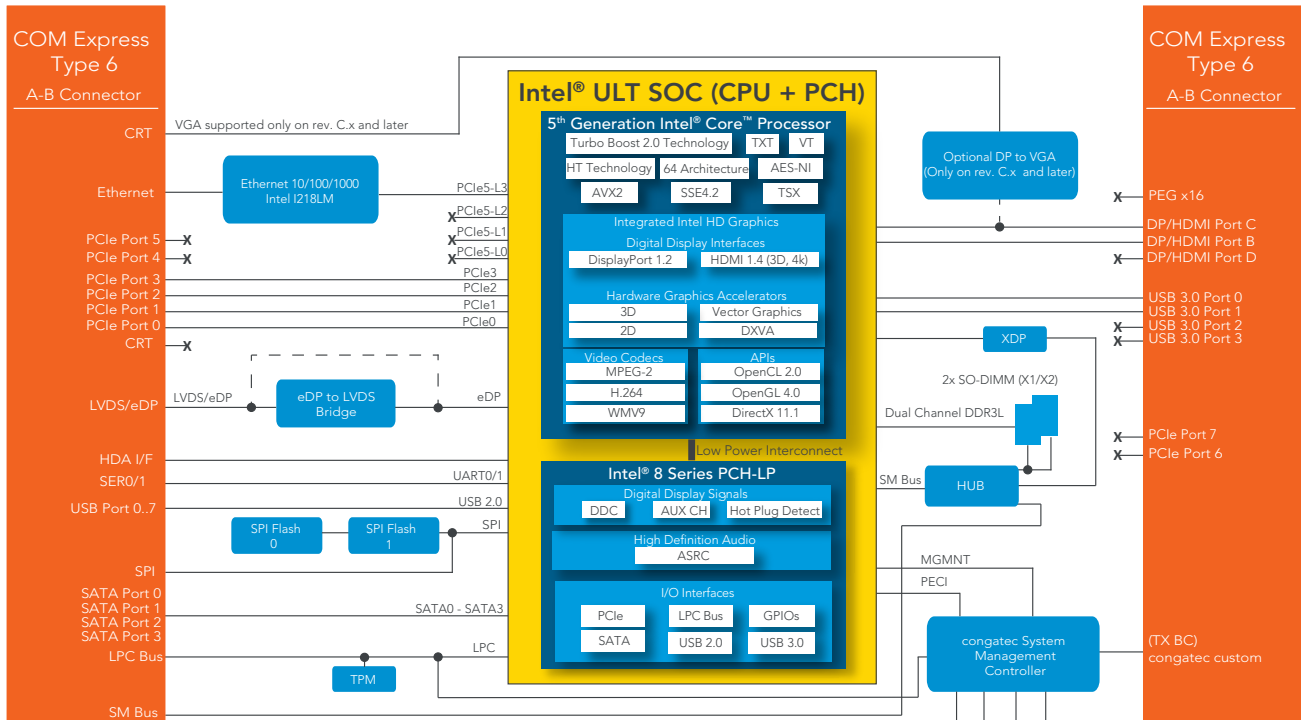 COM Express
Type 6
A-B Connector
CRT
Ethernet
PCIe Port 5
PCIe Port 4
PCIe Port 3
PCIe Port 2
PCIe Port 1
PCIe Port 0
CRT
LVDS/eDP
HDA I/F
SER0/1
USB Port 0..7
SPI
SATA Port 0
SATA Port 1
SATA Port 2
SATA Port 3
LPC Bus
SM Bus
VGA supported only on rev. C.x and later
Ethernet 10/100/1000
Intel I218LM
PCIe5-L3
X PCIe5-L2
X PCIe5-L1
X PCIe5-L0
X
X
PCIe3
PCIe2
PCIe1
PCIe0
X
LVDS/eDP
eDP to LVDS
Bridge
eDP
UART0/1
USB 2.0
SPI Flash
0
SPI Flash
1
SPI
SATA0 - SATA3
LPC
TPM
Intel® ULT SOC (CPU + PCH)
5th Generation Intel® Core™ Processor
Turbo Boost 2.0 Technology TXT VT
HT Technology 64 Architecture AES-NI
AVX2 SSE4.2 TSX
Integrated Intel HD Graphics
Digital Display Interfaces
DisplayPort 1.2 HDMI 1.4 (3D, 4k)
Hardware Graphics Accelerators
3D Vector Graphics
2D DXVA
Video Codecs APIs
MPEG-2 OpenCL 2.0
H.264 OpenGL 4.0
WMV9 DirectX 11.1
Low Power Interconnect
Intel® 8 Series PCH-LP
Digital Display Signals
DDC AUX CH Hot Plug Detect
High Definition Audio
ASRC
I/O Interfaces
PCIe LPC Bus GPIOs
SATA USB 2.0 USB 3.0
Optional DP to VGA
(Only on rev. C.x and later)
XDP
2x SO-DIMM (X1/X2)
Dual Channel DDR3L
SM Bus
HUB
MGMNT
PECI
congatec System
Management
Controller
COM Express
Type 6
A-B Connector
X PEG x16
DP/HDMI Port C
DP/HDMI Port B
X DP/HDMI Port D
USB 3.0 Port 0
USB 3.0 Port 1
X USB 3.0 Port 2
X USB 3.0 Port 3
X PCIe Port 7
X PCIe Port 6
(TX BC)
congatec custom